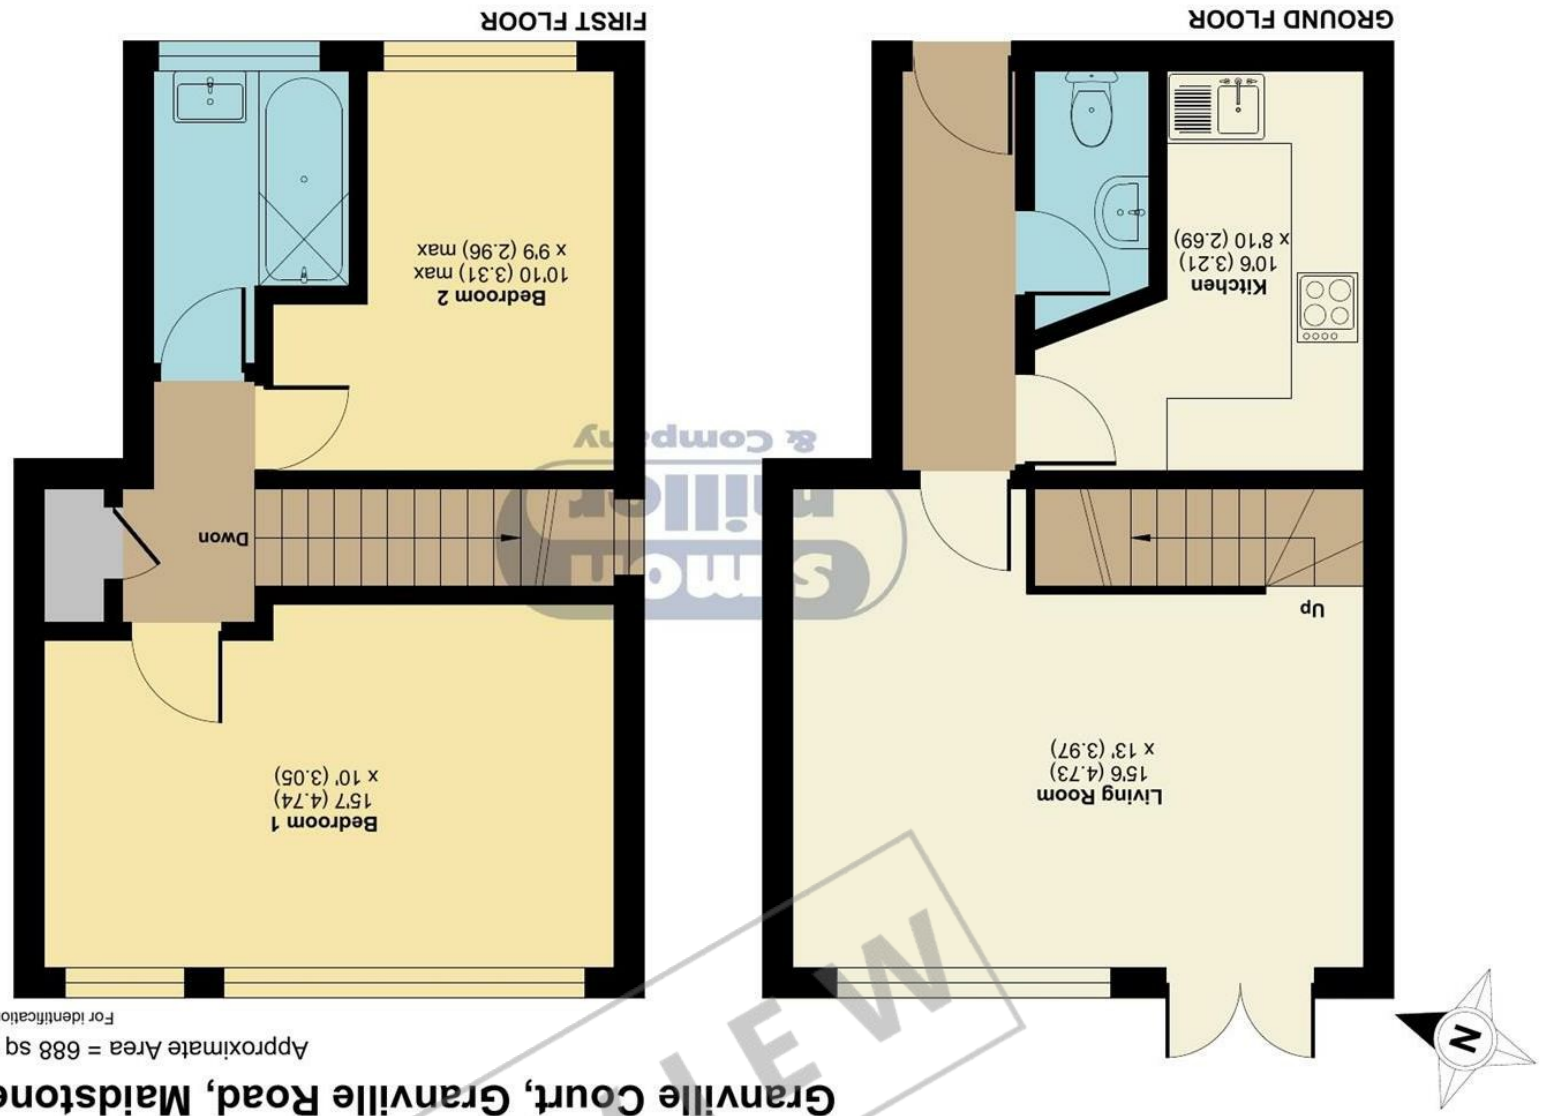 Granville Court, Granville Road, Maidstone
Approximate Area = 688 sq
For identification
Bedroom 1
15'7 (4.74)
x 10' (3.05)
Living Room
15'6 (4.73)
x 13' (3.97)
Up
Dwon
Bedroom 2
10'10 (3.31) max
x 9'9 (2.96) max
Kitchen
10'6 (3.21)
x 8'10 (2.69)
GROUND FLOOR
FIRST FLOOR
N
simon
miller
& Company